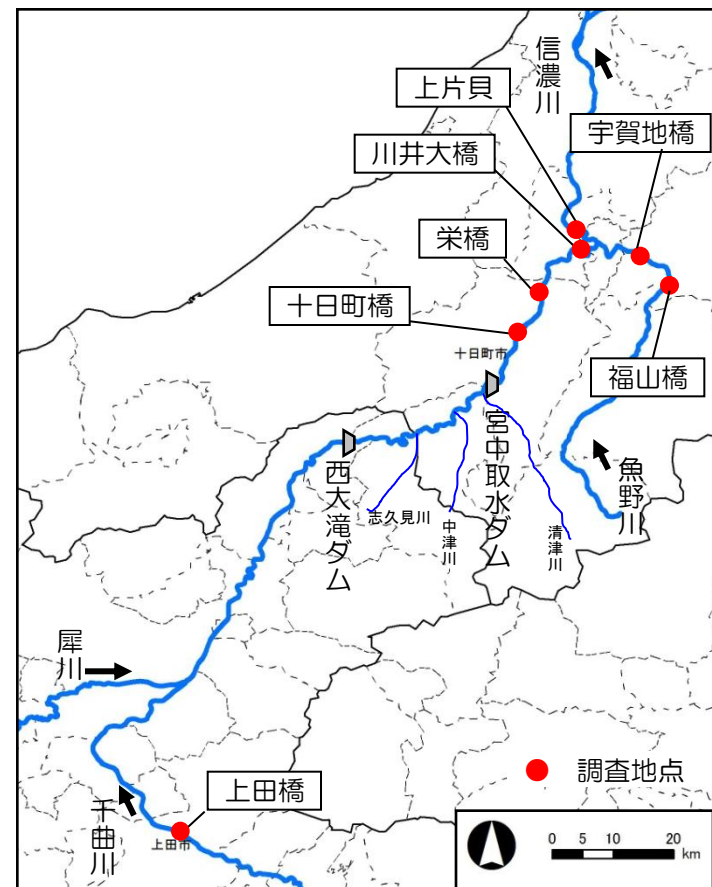 信濃川
上片貝
宇賀地橋
川井大橋
栄橋
十日町橋
十日町市
福山橋
宮中取水ダム
西大滝ダム
魚野川
志久見川
中津川
清津川
犀川
上田橋
調査地点
千曲川
上田市
0 5 10 20
km